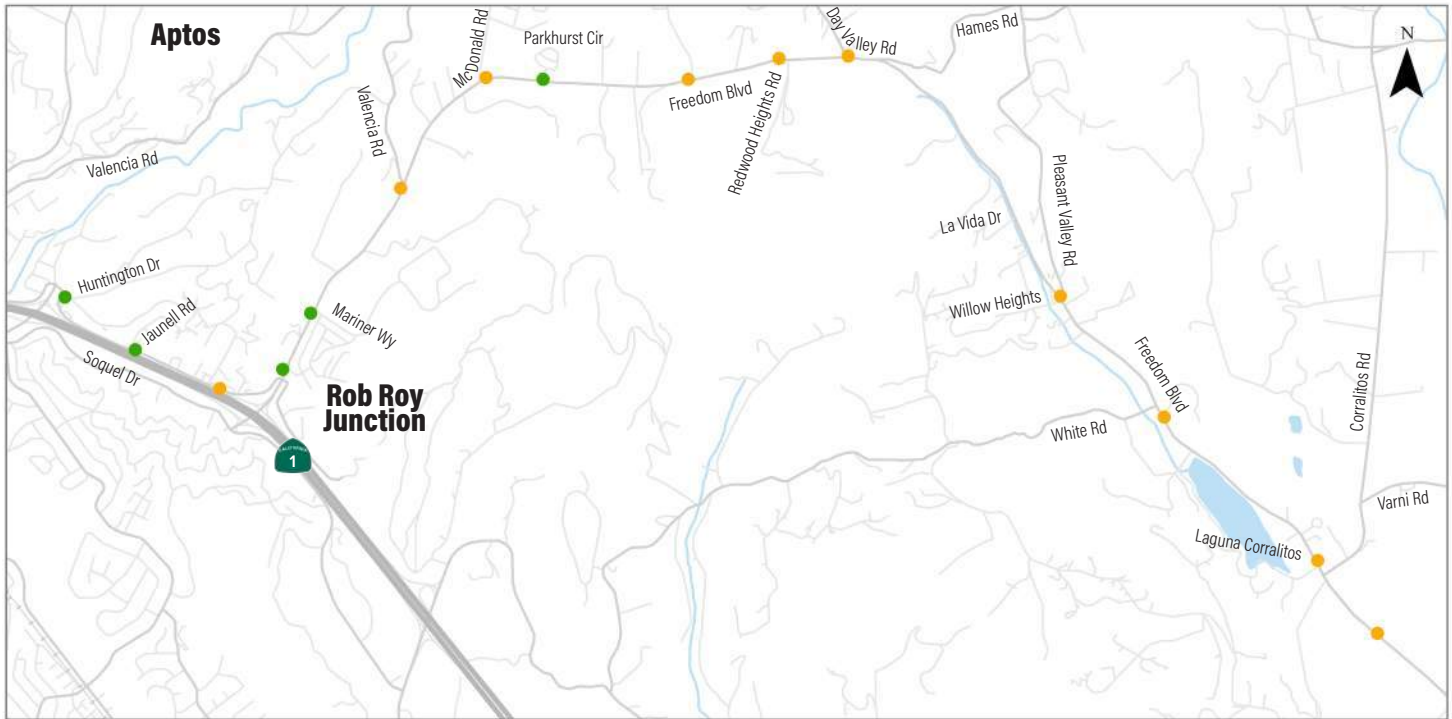 Aptos
McDonald Rd
Parkhurst Cir
Day Valley Rd
Hames Rd
N
Valencia Rd
Freedom Blvd
Redwood Heights Rd
Valencia Rd
Pleasant Valley Rd
La Vida Dr
Huntington Dr
Willow Heights
Jaunell Rd
Mariner Wy
Soquel Dr
Freedom Blvd
Corralitos Rd
Rob Roy
Junction
White Rd
CALIFORNIA
1
Varni Rd
Laguna Corralitos